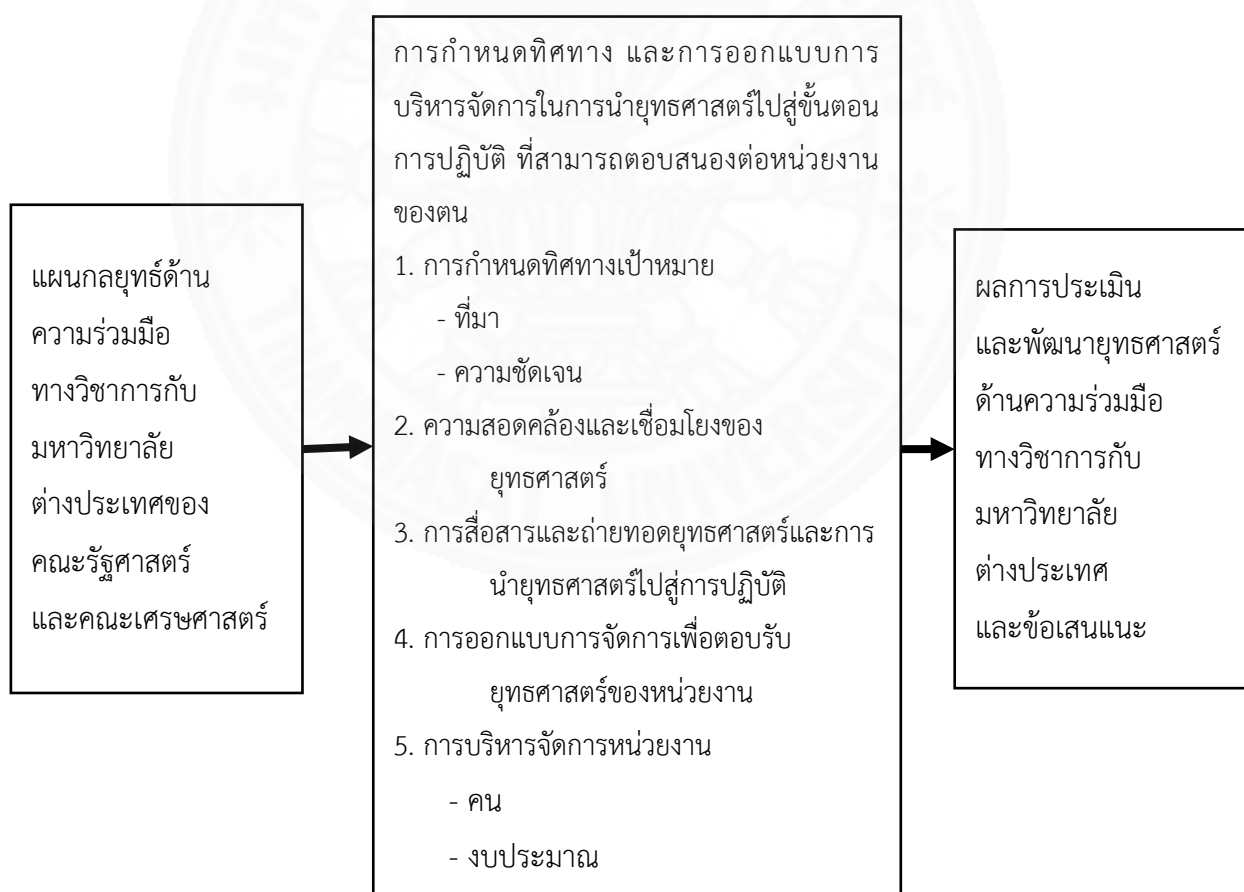 แผนกลยุทธ์ด้าน
ความร่วมมือ
ทางวิชาการกับ
มหาวิทยาลัย
ต่างประเทศของ
คณะรัฐศาสตร์
และคณะเศรษฐศาสตร์
การกำหนดทิศทาง และการออกแบบการ
บริหารจัดการในการนำยุทธศาสตร์ไปสู่ขั้นตอน
การปฏิบัติ ที่สามารถตอบสนองต่อหน่วยงาน
ของตน
1. การกำหนดทิศทางเป้าหมาย
- ที่มา
- ความชัดเจน
2. ความสอดคล้องและเชื่อมโยงของ
ยุทธศาสตร์
3. การสื่อสารและถ่ายทอดยุทธศาสตร์และการ
นำยุทธศาสตร์ไปสู่การปฏิบัติ
4. การออกแบบการจัดการเพื่อตอบรับ
ยุทธศาสตร์ของหน่วยงาน
5. การบริหารจัดการหน่วยงาน
- คน
- งบประมาณ
ผลการประเมิน
และพัฒนายุทธศาสตร์
ด้านความร่วมมือ
ทางวิชาการกับ
มหาวิทยาลัย
ต่างประเทศ
และข้อเสนแนะ